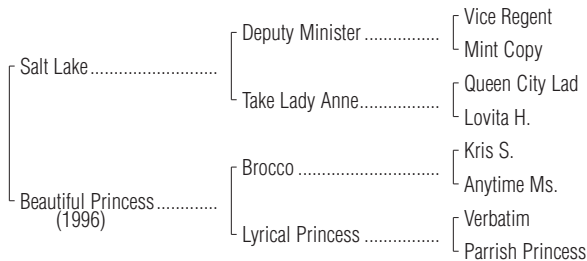 Vice Regent
Deputy Minister ................
Mint Copy
Salt Lake ...........................
Queen City Lad
Take Lady Anne.................
Lovita H.
Kris S.
Brocco ..............................
Anytime Ms.
Beautiful Princess.............
(1996)
Verbatim
Lyrical Princess ................
Parrish Princess